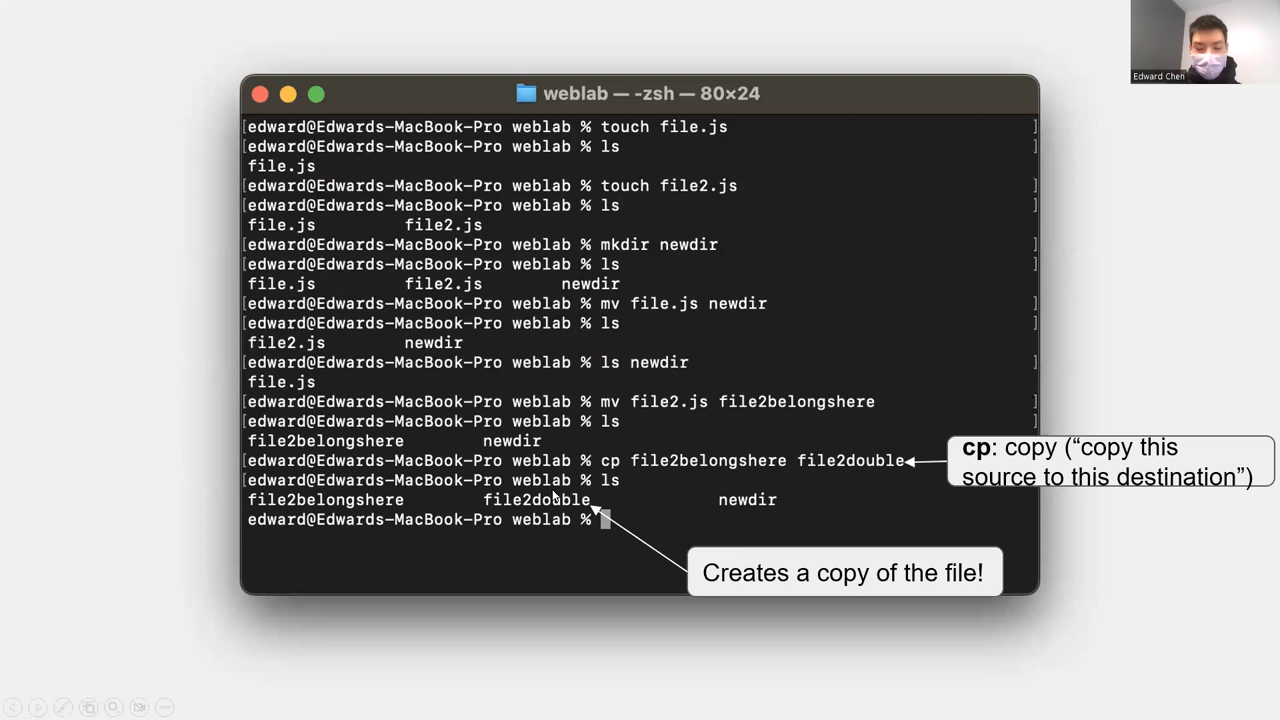 Edward Chen
weblab — -zsh — 80×24
[edward@Edwards-MacBook-Pro weblab % touch file.js ]
[edward@Edwards-MacBook-Pro weblab % ls ]
file.js
[edward@Edwards-MacBook-Pro weblab % touch file2.js ]
[edward@Edwards-MacBook-Pro weblab % ls ]
file.js file2.js
[edward@Edwards-MacBook-Pro weblab % mkdir newdir ]
[edward@Edwards-MacBook-Pro weblab % ls ]
file.js file2.js newdir
[edward@Edwards-MacBook-Pro weblab % mv file.js newdir ]
[edward@Edwards-MacBook-Pro weblab % ls ]
file2.js newdir
[edward@Edwards-MacBook-Pro weblab % ls newdir ]
file.js
[edward@Edwards-MacBook-Pro weblab % mv file2.js file2belongshere ]
[edward@Edwards-MacBook-Pro weblab % ls ]
file2belongshere newdir
[edward@Edwards-MacBook-Pro weblab % cp file2belongshere file2double
[edward@Edwards-MacBook-Pro weblab % ls
file2belongshere file2double newdir
edward@Edwards-MacBook-Pro weblab %
cp: copy (“copy this
source to this destination”)
Creates a copy of the file!